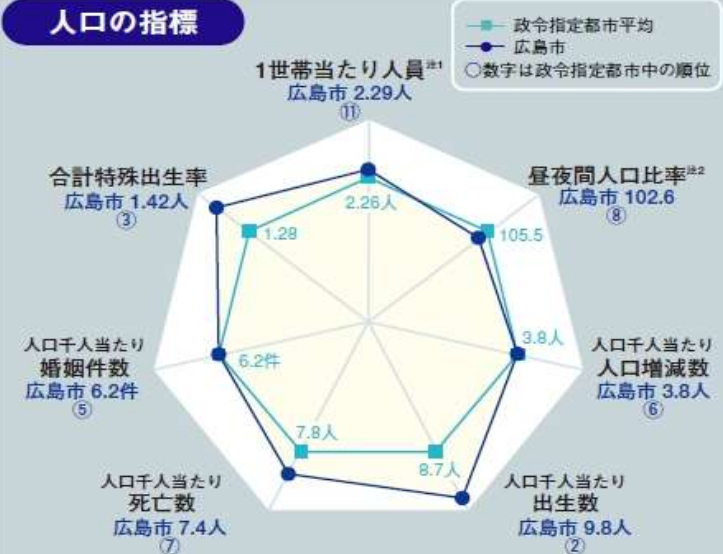 人口の指標
政令指定都市平均
広島市
○数字は政令指定都市中の順位
1世帯当たり人員注1
広島市 2.29人
⑪
2.26人
昼夜間人口比率注2
広島市 102.6
⑧
105.5
人口千人当たり
人口増減数
広島市 3.8人
⑥
3.8人
人口千人当たり
出生数
広島市 9.8人
②
8.7人
人口千人当たり
死亡数
広島市 7.4人
⑦
7.8人
人口千人当たり
婚姻件数
広島市 6.2件
⑤
6.2件
合計特殊出生率
広島市 1.42人
③
1.28